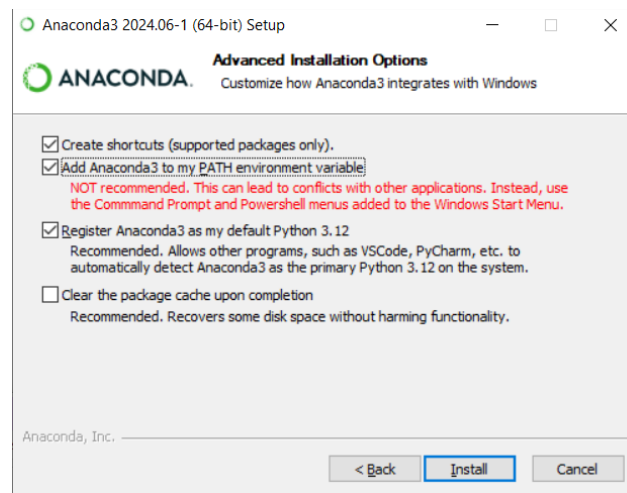 Anaconda3 2024.06-1 (64-bit) Setup
ANACONDA.
Advanced Installation Options
Customize how Anaconda3 integrates with Windows
Create shortcuts (supported packages only).
Add Anaconda3 to my PATH environment variable
NOT recommended. This can lead to conflicts with other applications. Instead, use
the Commmand Prompt and Powershell menus added to the Windows Start Menu.
Register Anaconda3 as my default Python 3.12
Recommended. Allows other programs, such as VSCode, PyCharm, etc. to
automatically detect Anaconda3 as the primary Python 3.12 on the system.
Clear the package cache upon completion
Recommended. Recovers some disk space without harming functionality.
Anaconda, Inc.
< Back
Install
Cancel